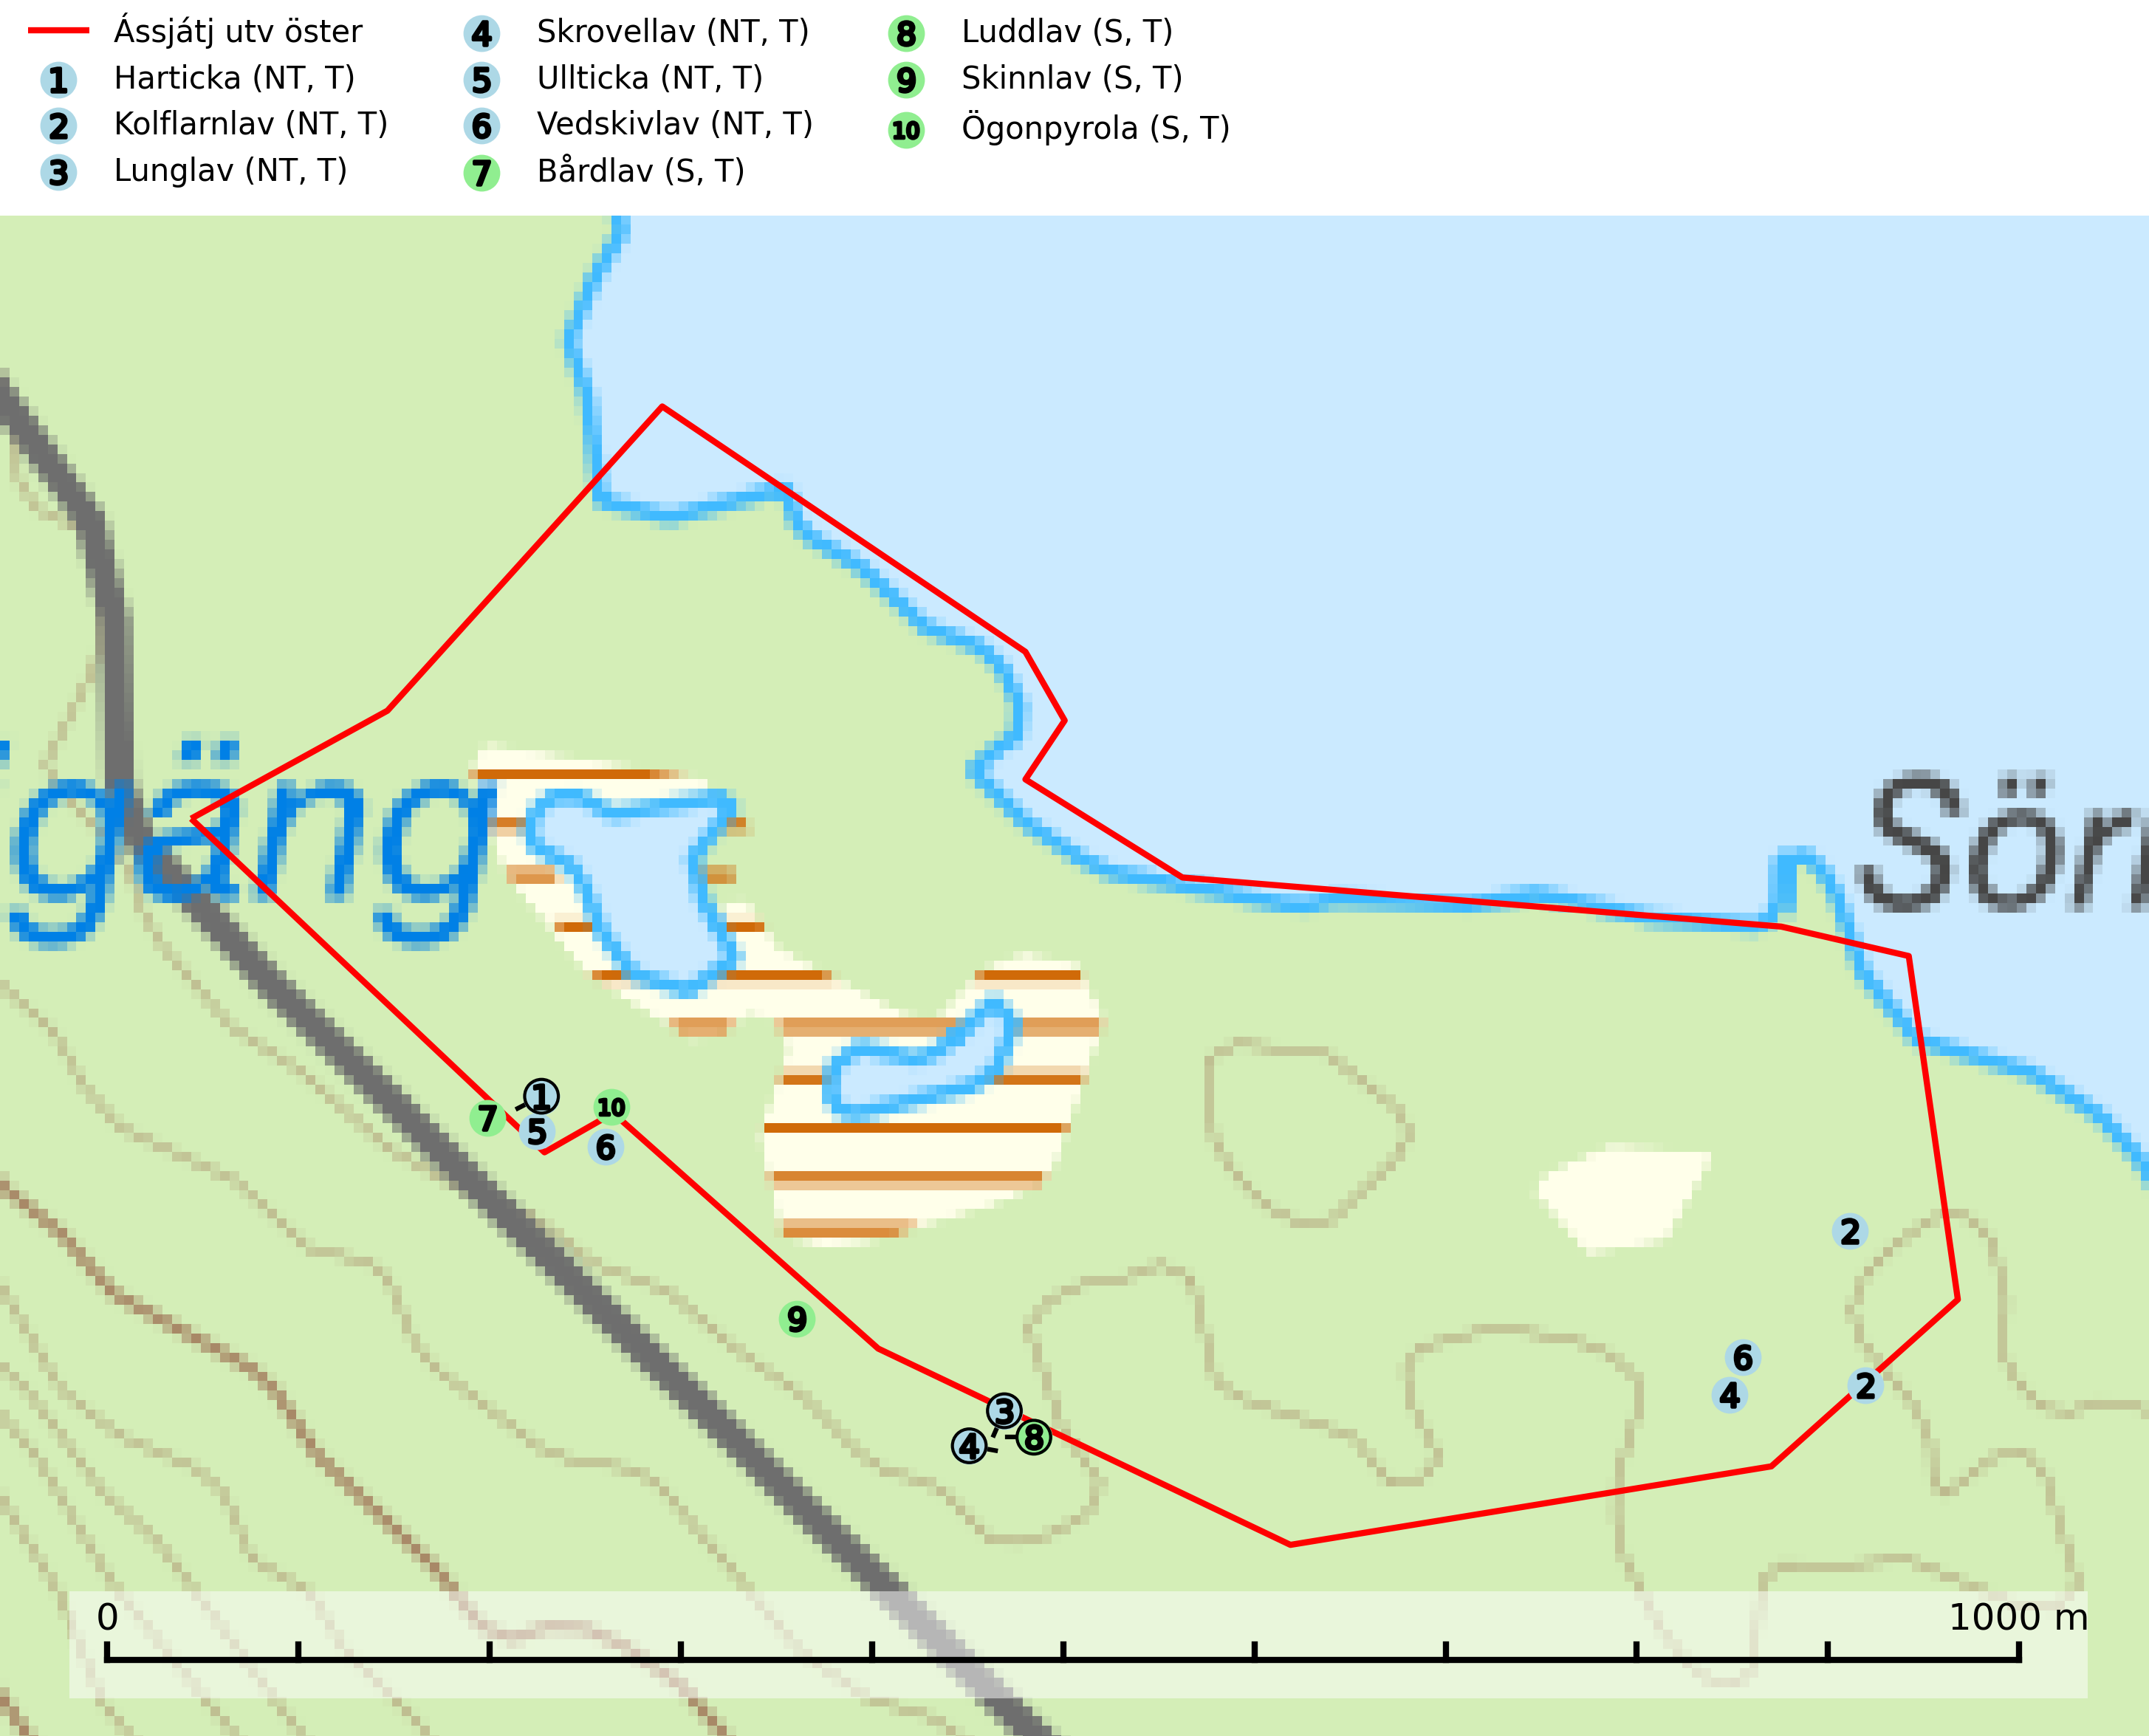 Ássjátj utv öster
1 Harticka (NT, T)
2 Kolflarnlav (NT, T)
3 Lunglav (NT, T)
4 Skrovellav (NT, T)
5 Ullticka (NT, T)
6 Vedskivlav (NT, T)
7 Bårdlav (S, T)
8 Luddlav (S, T)
9 Skinnlav (S, T)
10 Ögonpyrola (S, T)
gäng
Sör
1
7
5
10
6
2
9
6
2
4
3
8
4
0
1000 m